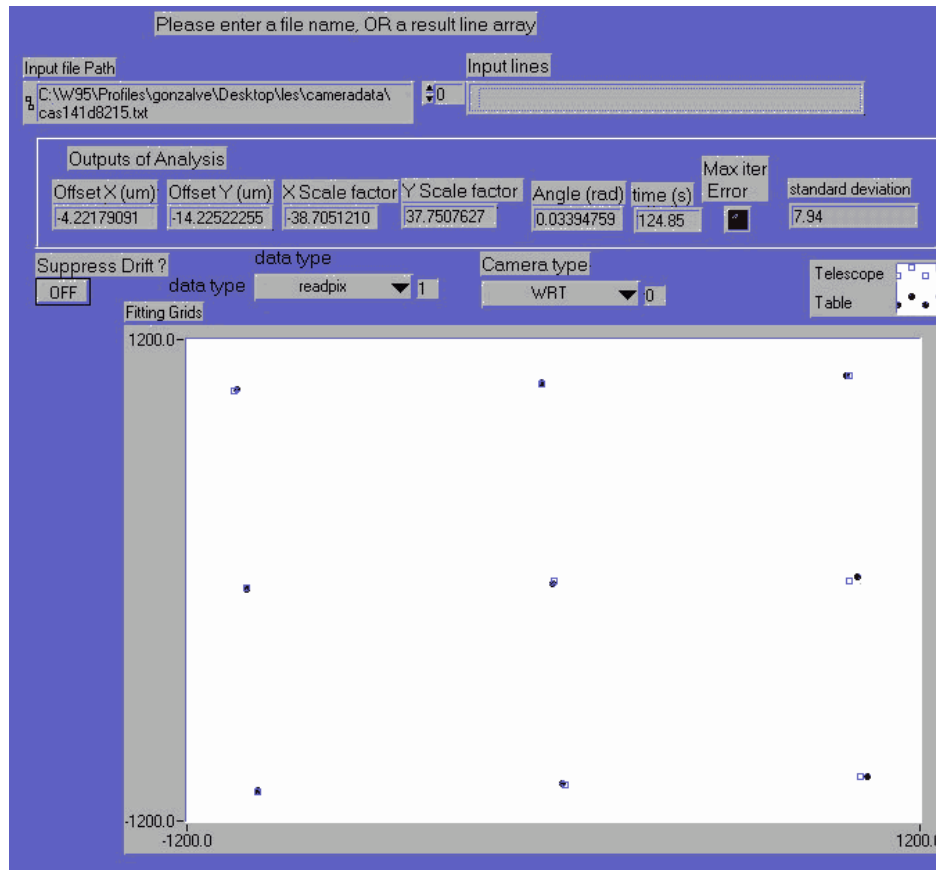 Please enter a file name, OR a result line array
Input file Path
Input lines
C:\W95\Profiles\gonzalve\Desktop\les\cameradata\
cas141d8215.txt
0
Outputs of Analysis
Max iter
Offset X (um) Offset Y (um) X Scale factor Y Scale factor Angle (rad) time (s) Error standard deviation
-4.22179091 -14.22522255 -38.7051210 37.7507627 0.03394759 124.85 7.94
Suppress Drift ? data type Camera type
OFF data type readpix 1 WRT 0
Telescope
Table
Fitting Grids
1200.0
-1200.0
-1200.0 1200.0